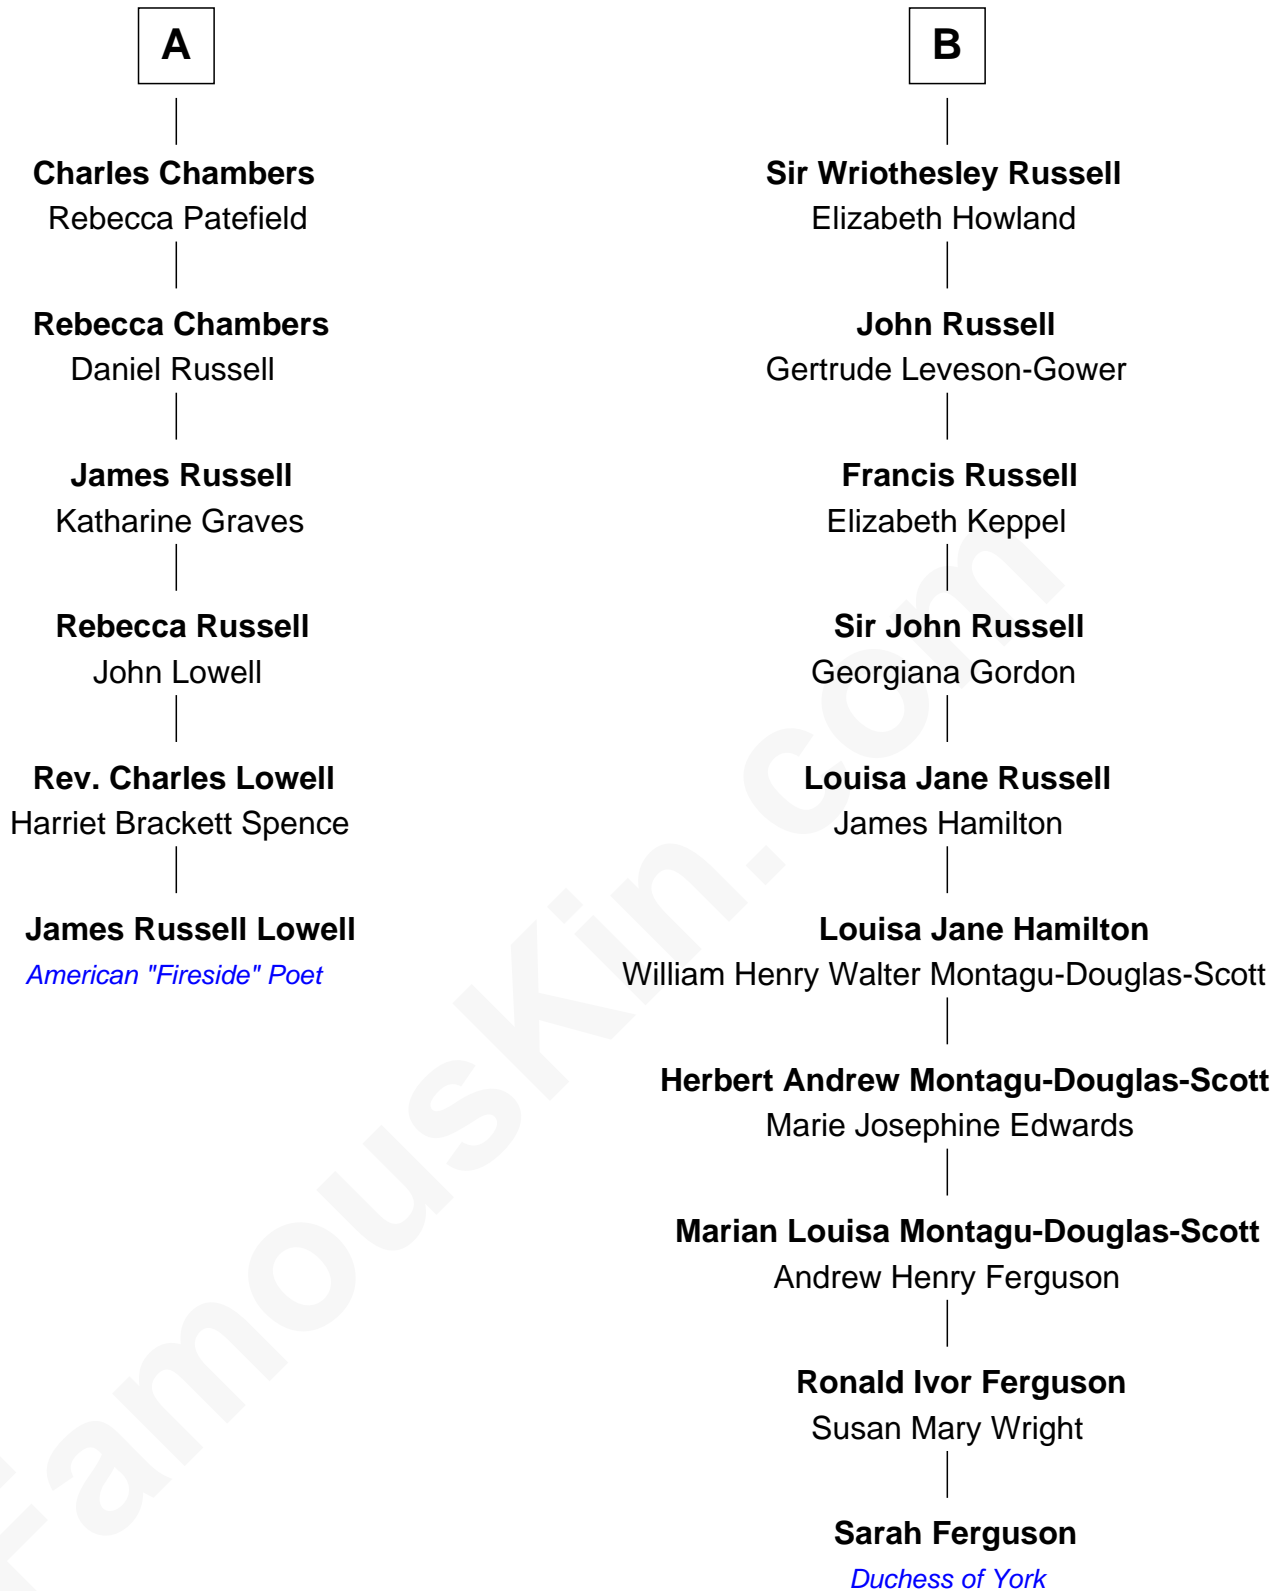 A
Charles Chambers
Rebecca Patefield
Rebecca Chambers
Daniel Russell
James Russell
Katharine Graves
Rebecca Russell
John Lowell
Rev. Charles Lowell
Harriet Brackett Spence
James Russell Lowell
American "Fireside" Poet
B
Sir Wriothesley Russell
Elizabeth Howland
John Russell
Gertrude Leveson-Gower
Francis Russell
Elizabeth Keppel
Sir John Russell
Georgiana Gordon
Louisa Jane Russell
James Hamilton
Louisa Jane Hamilton
William Henry Walter Montagu-Douglas-Scott
Herbert Andrew Montagu-Douglas-Scott
Marie Josephine Edwards
Marian Louisa Montagu-Douglas-Scott
Andrew Henry Ferguson
Ronald Ivor Ferguson
Susan Mary Wright
Sarah Ferguson
Duchess of York
FamousKin.com